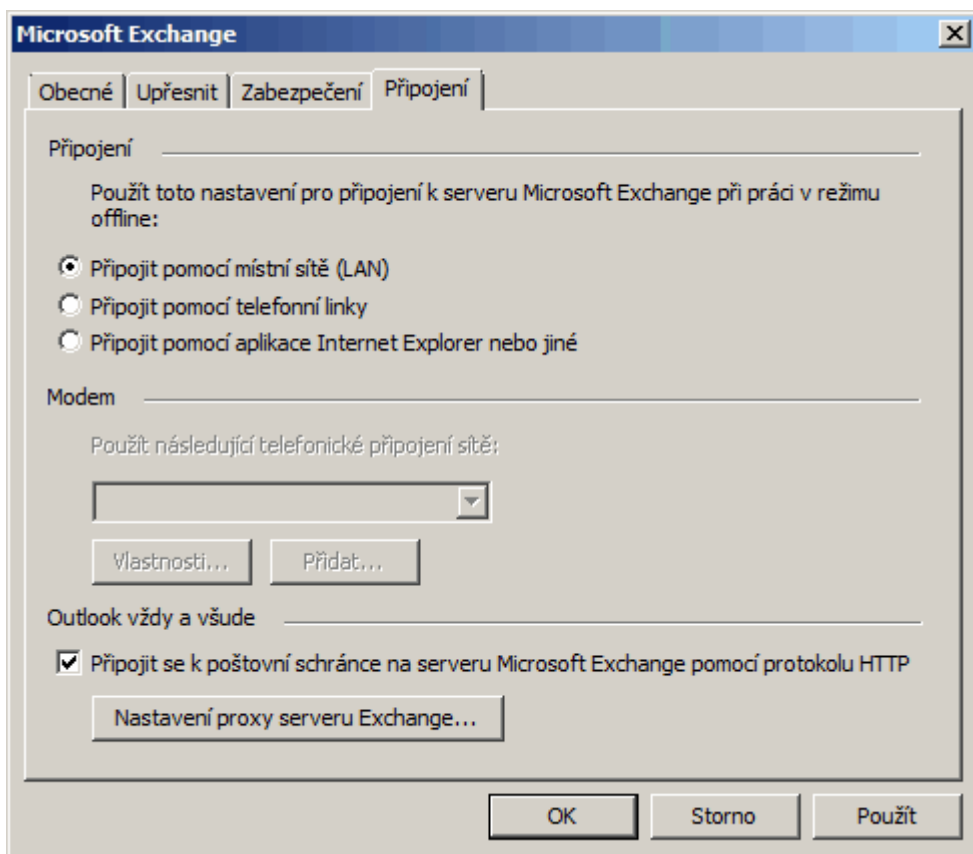 Microsoft Exchange
Obecné Upřesnit Zabezpečení Připojení
Připojení
Použít toto nastavení pro připojení k serveru Microsoft Exchange při práci v režimu
offline:
Připojit pomocí místní sítě (LAN)
Připojit pomocí telefonní linky
Připojit pomocí aplikace Internet Explorer nebo jiné
Modem
Použít následující telefonické připojení sítě:
Vlastnosti... Přidat...
Outlook vždy a všude
Připojit se k poštovní schránce na serveru Microsoft Exchange pomocí protokolu HTTP
Nastavení proxy serveru Exchange...
OK Storno Použít